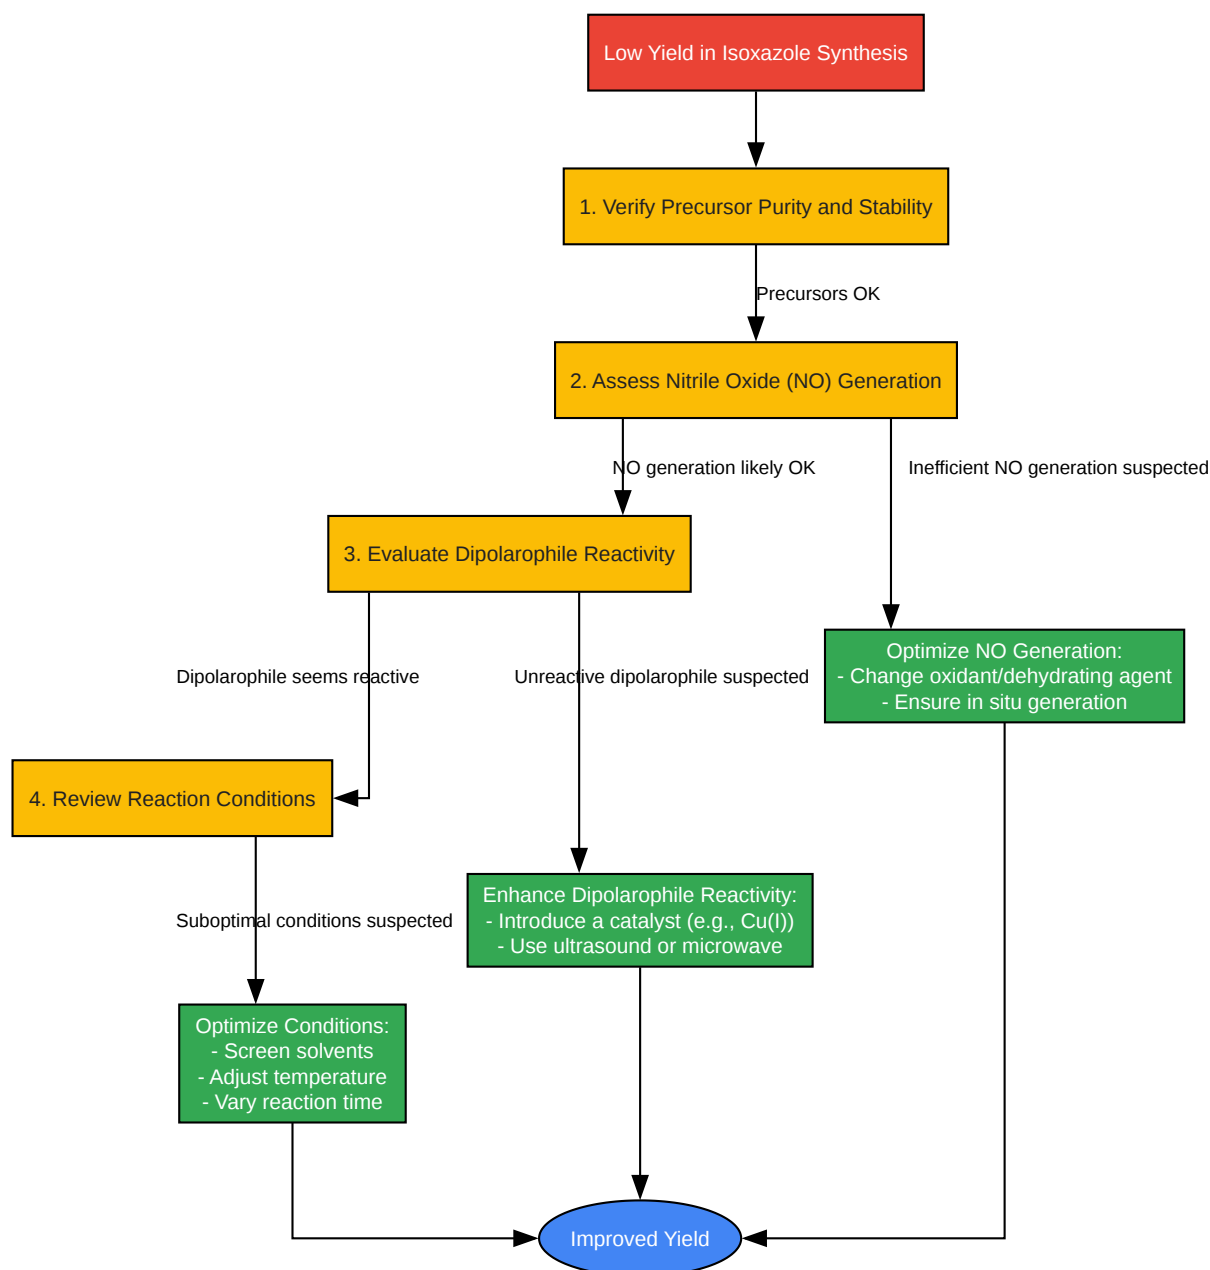 Low Yield in Isoxazole Synthesis
1. Verify Precursor Purity and Stability
Precursors OK
2. Assess Nitrile Oxide (NO) Generation
NO generation likely OK
Inefficient NO generation suspected
3. Evaluate Dipolarophile Reactivity
Optimize NO Generation:
- Change oxidant/dehydrating agent
- Ensure in situ generation
Dipolarophile seems reactive
Unreactive dipolarophile suspected
4. Review Reaction Conditions
Enhance Dipolarophile Reactivity:
- Introduce a catalyst (e.g., Cu(I))
- Use ultrasound or microwave
Suboptimal conditions suspected
Optimize Conditions:
- Screen solvents
- Adjust temperature
- Vary reaction time
Improved Yield